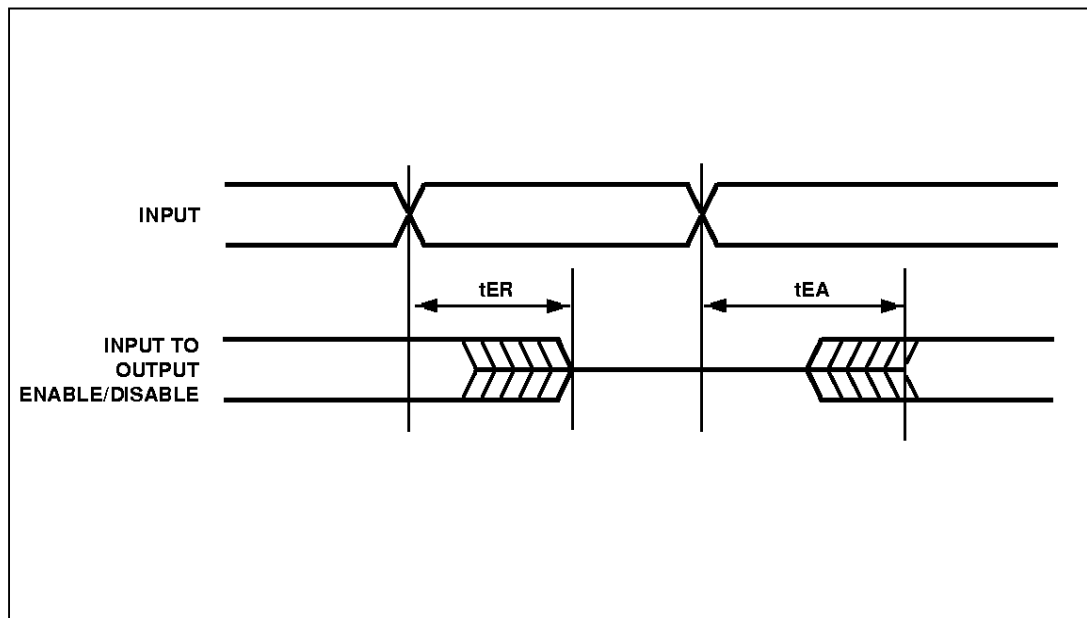 INPUT
tER
tEA
INPUT TO
OUTPUT
ENABLE/DISABLE